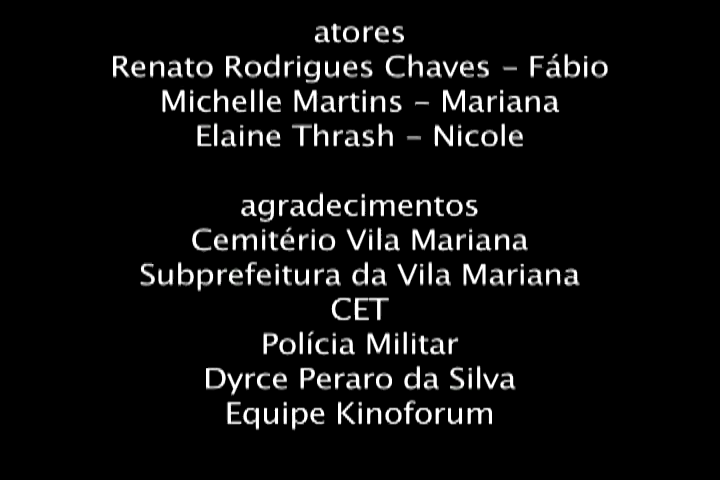 atores
Renato Rodrigues Chaves – Fábio
Michelle Martins – Mariana
Elaine Thrash – Nicole
agradecimentos
Cemitério Vila Mariana
Subprefeitura da Vila Mariana
CET
Polícia Militar
Dyrce Peraro da Silva
Equipe Kinoforum